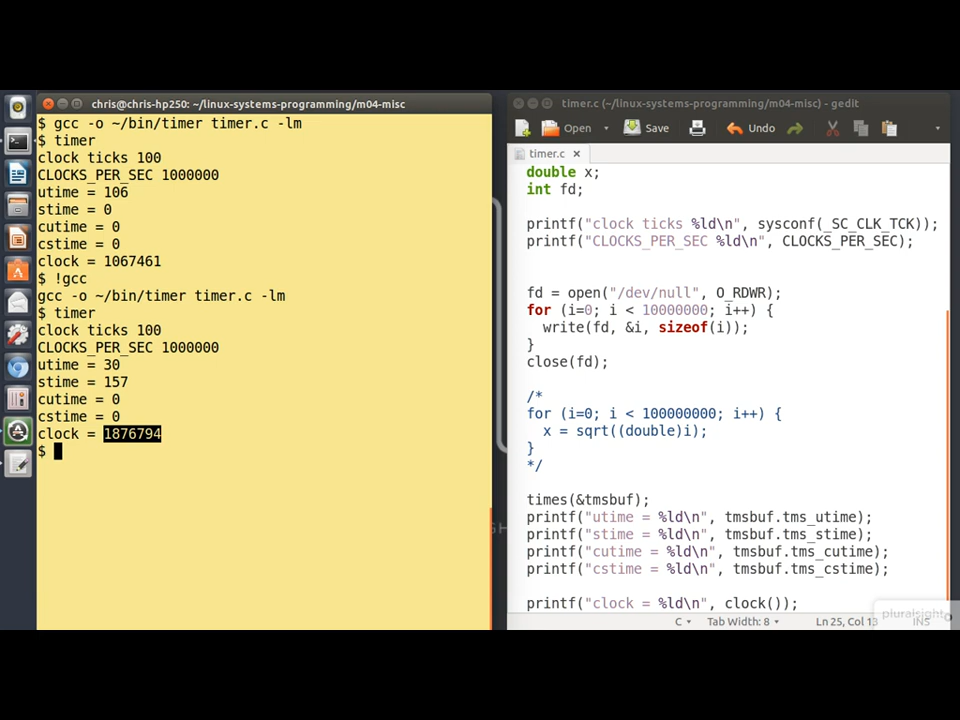 chris@chris-hp250: ~/linux-systems-programming/m04-misc
$ gcc -o ~/bin/timer timer.c -lm
$ timer
clock ticks 100
CLOCKS_PER_SEC 1000000
utime = 106
stime = 0
cutime = 0
cstime = 0
clock = 1067461
$ !gcc
gcc -o ~/bin/timer timer.c -lm
$ timer
clock ticks 100
CLOCKS_PER_SEC 1000000
utime = 30
stime = 157
cutime = 0
cstime = 0
clock = 1876794
$
timer.c (~/linux-systems-programming/m04-misc) - gedit
Open Save Undo
timer.c
double x;
int fd;
printf("clock ticks %ld\n", sysconf(_SC_CLK_TCK));
printf("CLOCKS_PER_SEC %ld\n", CLOCKS_PER_SEC);
fd = open("/dev/null", O_RDWR);
for (i=0; i < 10000000; i++) {
write(fd, &i, sizeof(i));
}
close(fd);
/*
for (i=0; i < 100000000; i++) {
x = sqrt((double)i);
}
*/
times(&tmsbuf);
printf("utime = %ld\n", tmsbuf.tms_utime);
printf("stime = %ld\n", tmsbuf.tms_stime);
printf("cutime = %ld\n", tmsbuf.tms_cutime);
printf("cstime = %ld\n", tmsbuf.tms_cstime);
printf("clock = %ld\n", clock());
C Tab Width: 8 Ln 25, Col 13 INS
pluralsight